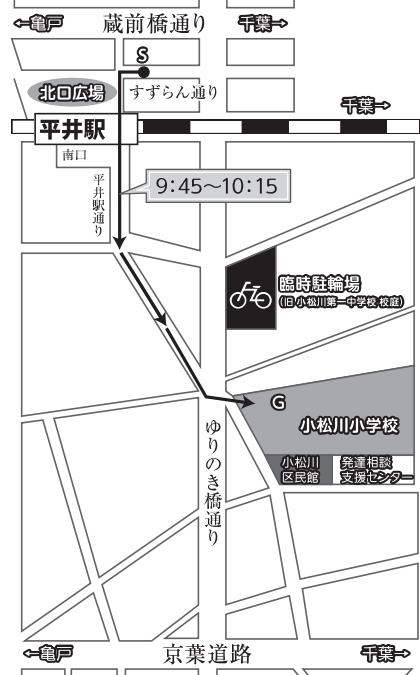 ←亀戸
蔵前橋通り
千葉→
S
北口広場
すずらん通り
千葉→
平井駅
南口
平井駅通り
9:45〜10:15
臨時駐輪場
(旧 小松川第一中学校 校庭)
G
小松川小学校
ゆりのき橋通り
小松川
区民館
発達相談
支援センター
←亀戸
京葉道路
千葉→